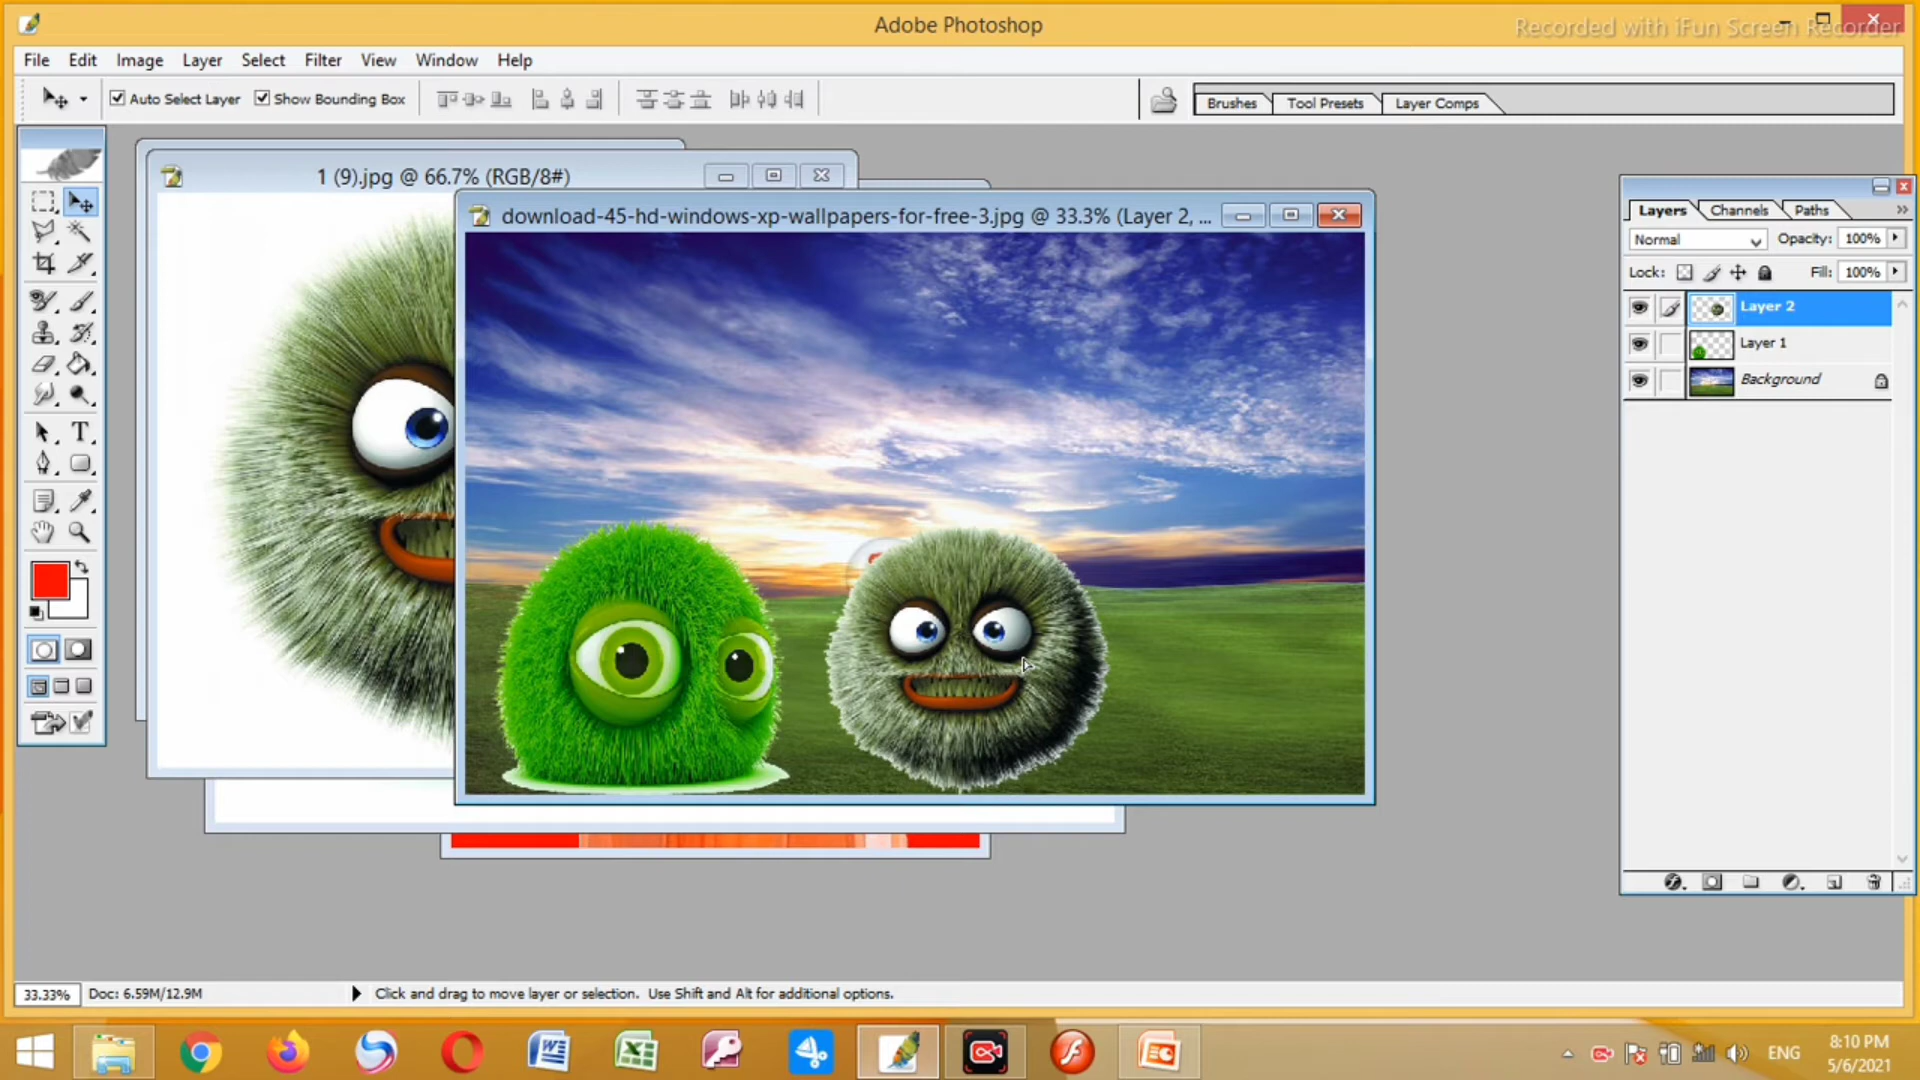 Adobe Photoshop
Recorded with iFun Screen Recorder
File Edit Image Layer Select Filter View Window Help
Auto Select Layer Show Bounding Box
Brushes Tool Presets Layer Comps
1 (9).jpg @ 66.7% (RGB/8#)
download-45-hd-windows-xp-wallpapers-for-free-3.jpg @ 33.3% (Layer 2, ...
Layers Channels Paths
Normal Opacity: 100%
Lock: Fill: 100%
Layer 2
Layer 1
Background
T
33.33% Doc: 6.59M/12.9M Click and drag to move layer or selection. Use Shift and Alt for additional options.
ENG
8:10 PM
5/6/2021